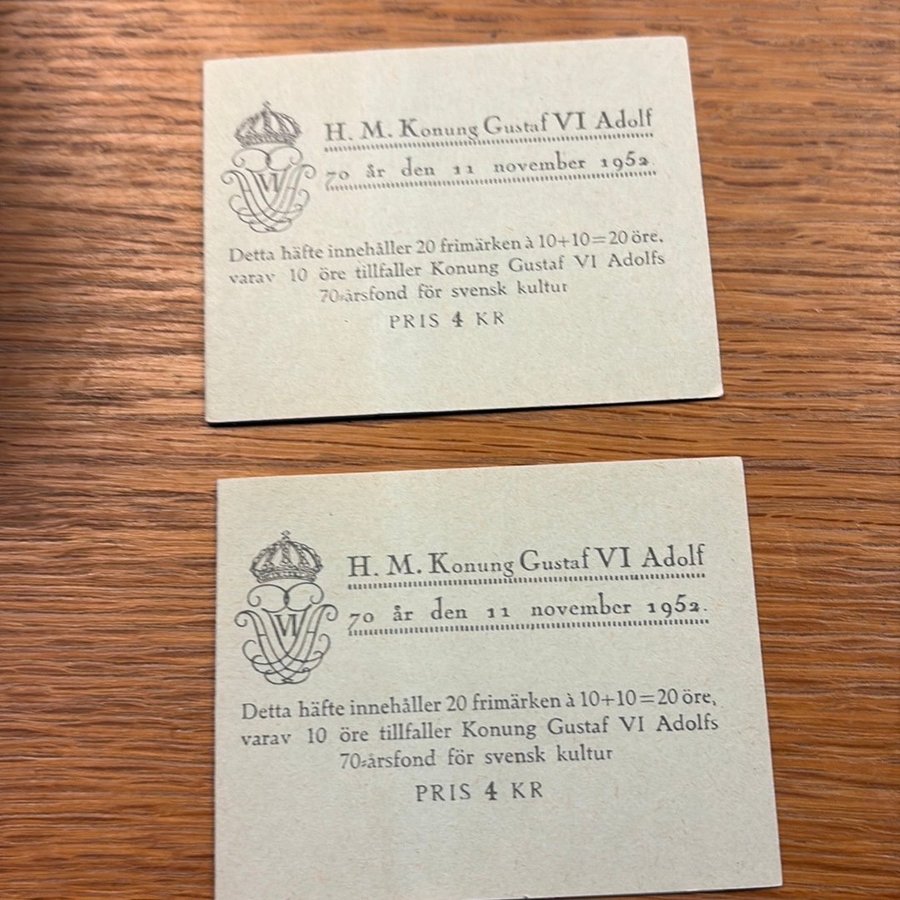 H. M. Konung Gustaf VI Adolf
70 år den 11 november 1952.
Detta häfte innehåller 20 frimärken à 10+10=20 öre,
varav 10 öre tillfaller Konung Gustaf VI Adolfs
70-årsfond för svensk kultur
PRIS 4 KR
VI
H. M. Konung Gustaf VI Adolf
70 år den 11 november 1952.
Detta häfte innehåller 20 frimärken à 10+10=20 öre,
varav 10 öre tillfaller Konung Gustaf VI Adolfs
70-årsfond för svensk kultur
PRIS 4 KR
VI